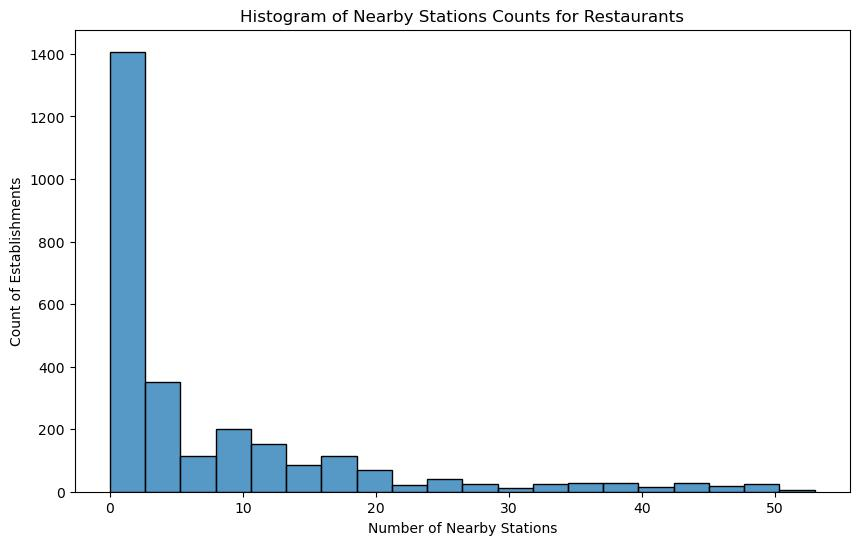 Histogram of Nearby Stations Counts for Restaurants
1400
1200
1000
800
600
400
200
0
Count of Establishments
0 10 20 30 40 50
Number of Nearby Stations